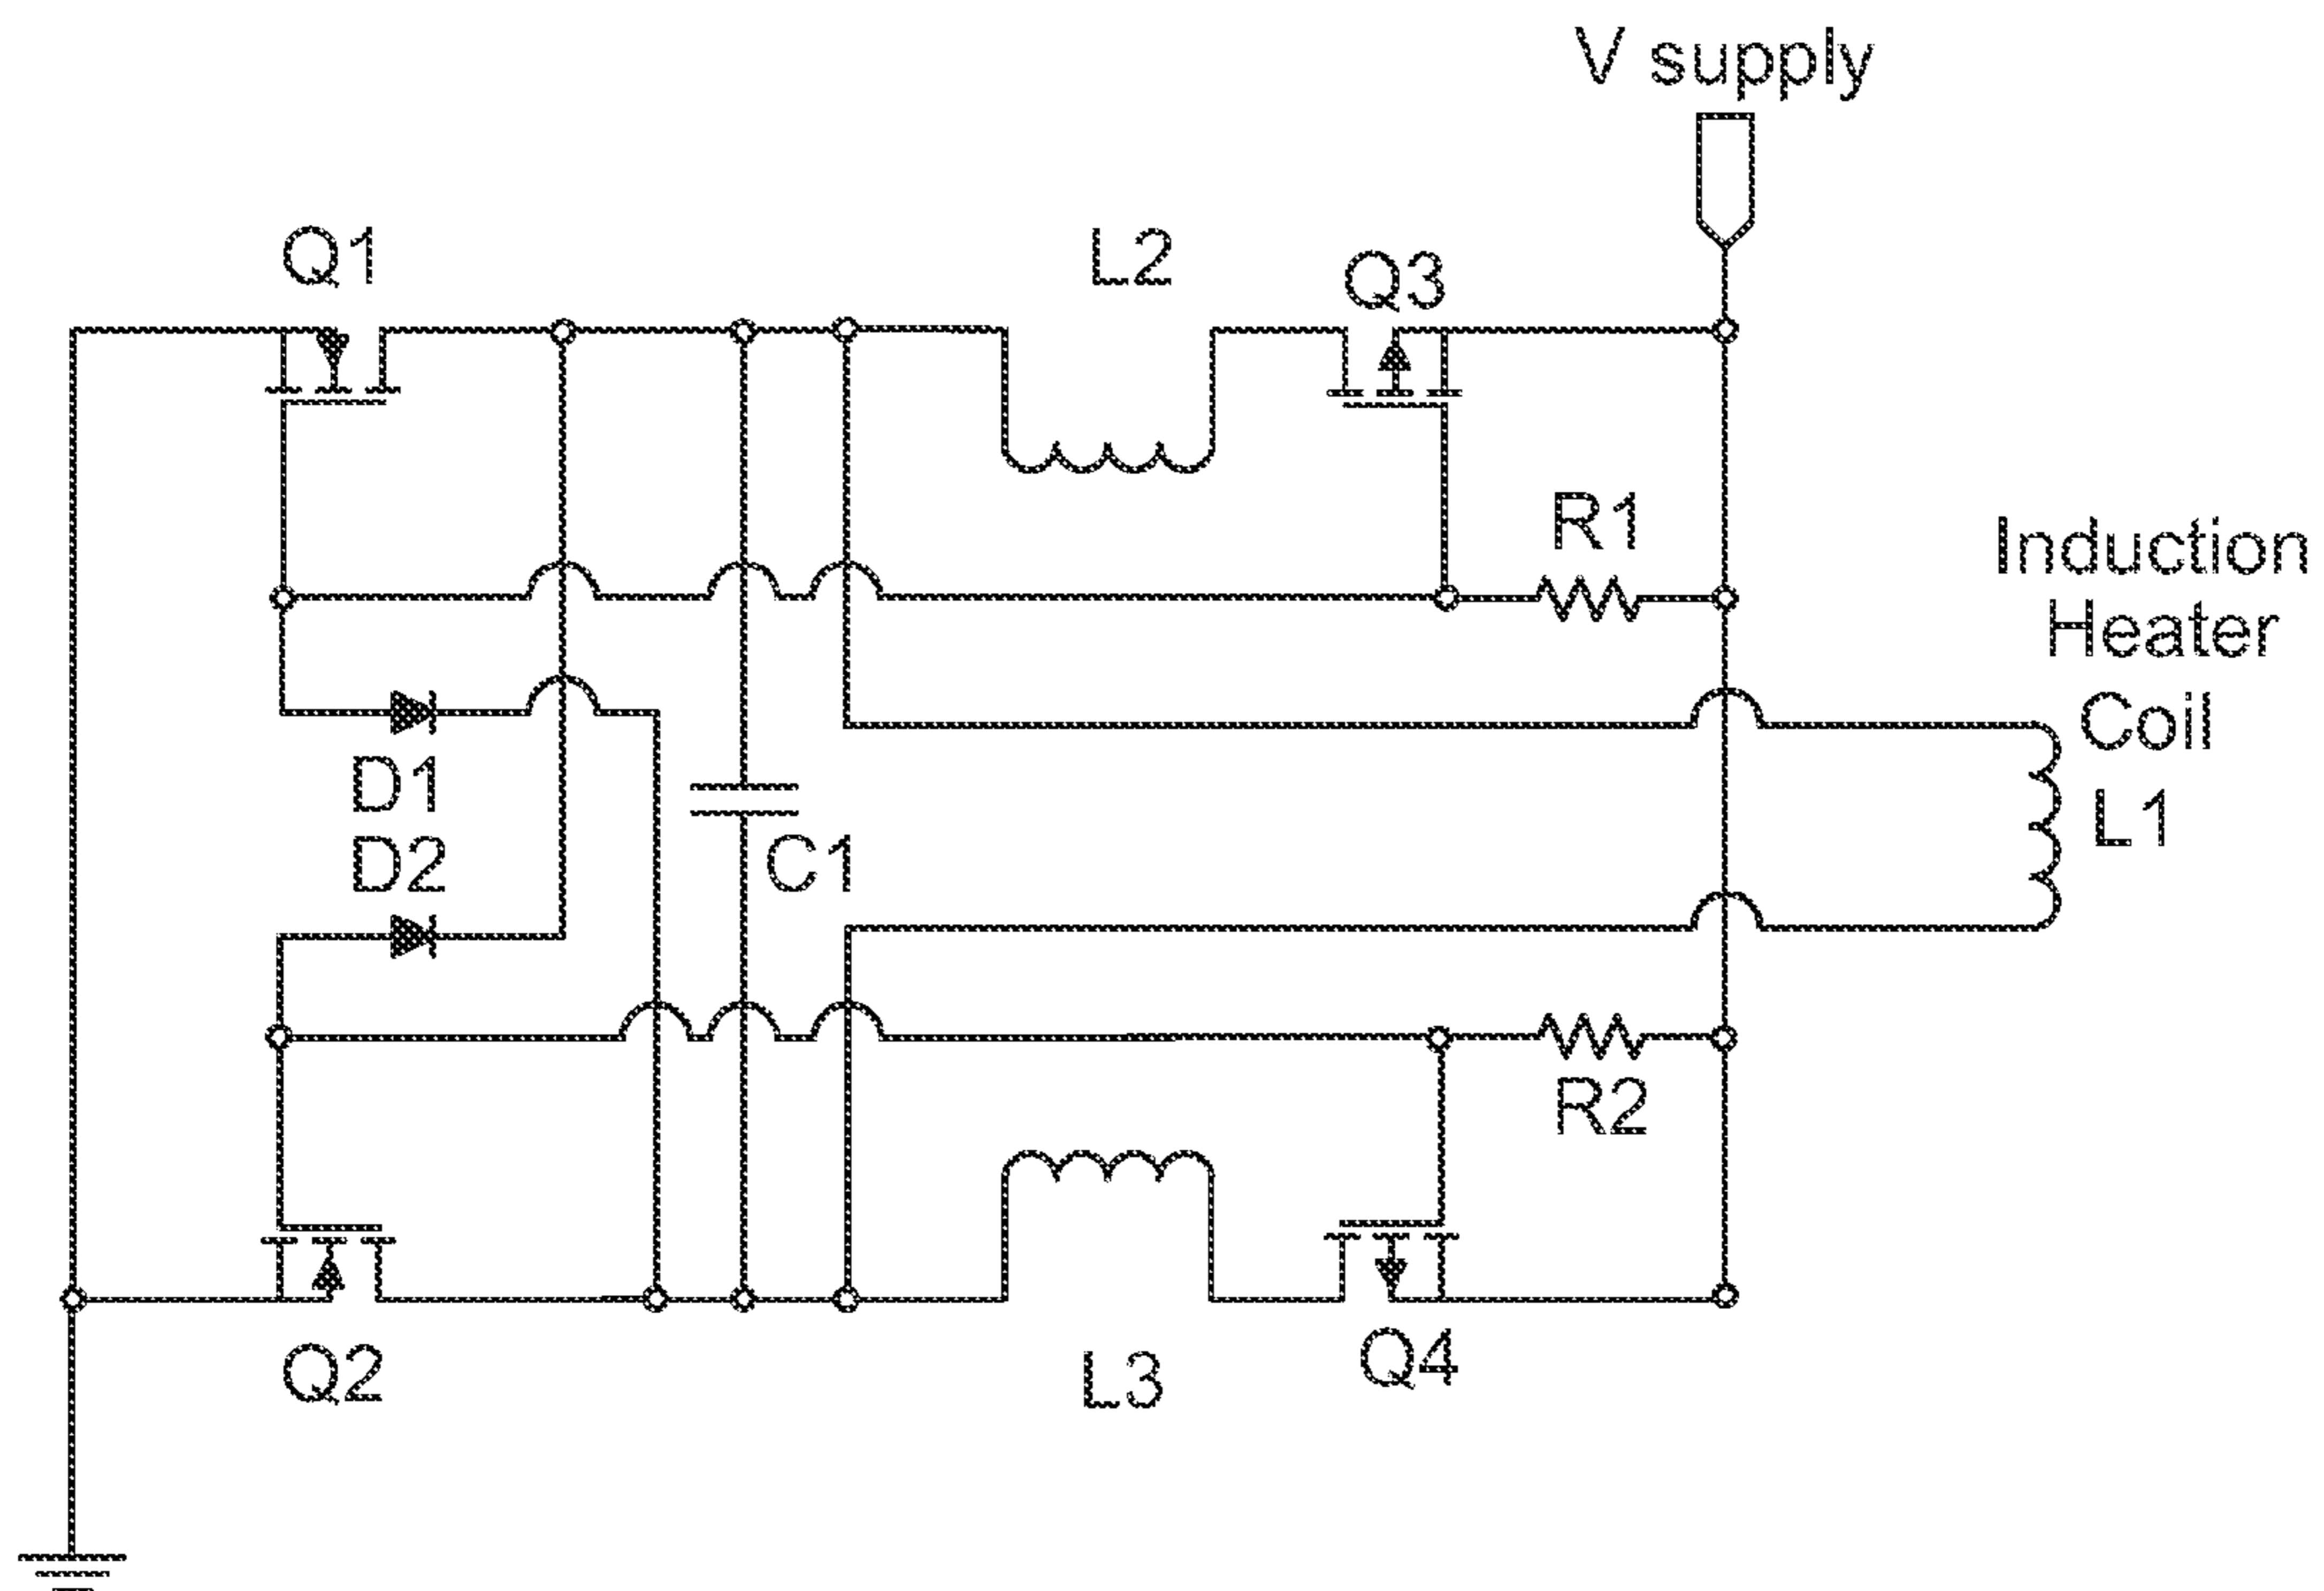 V supply
Q1
L2
Q3
R1
Induction
Heater
Coil
L1
D1
D2
C1
R2
Q2
L3
Q4